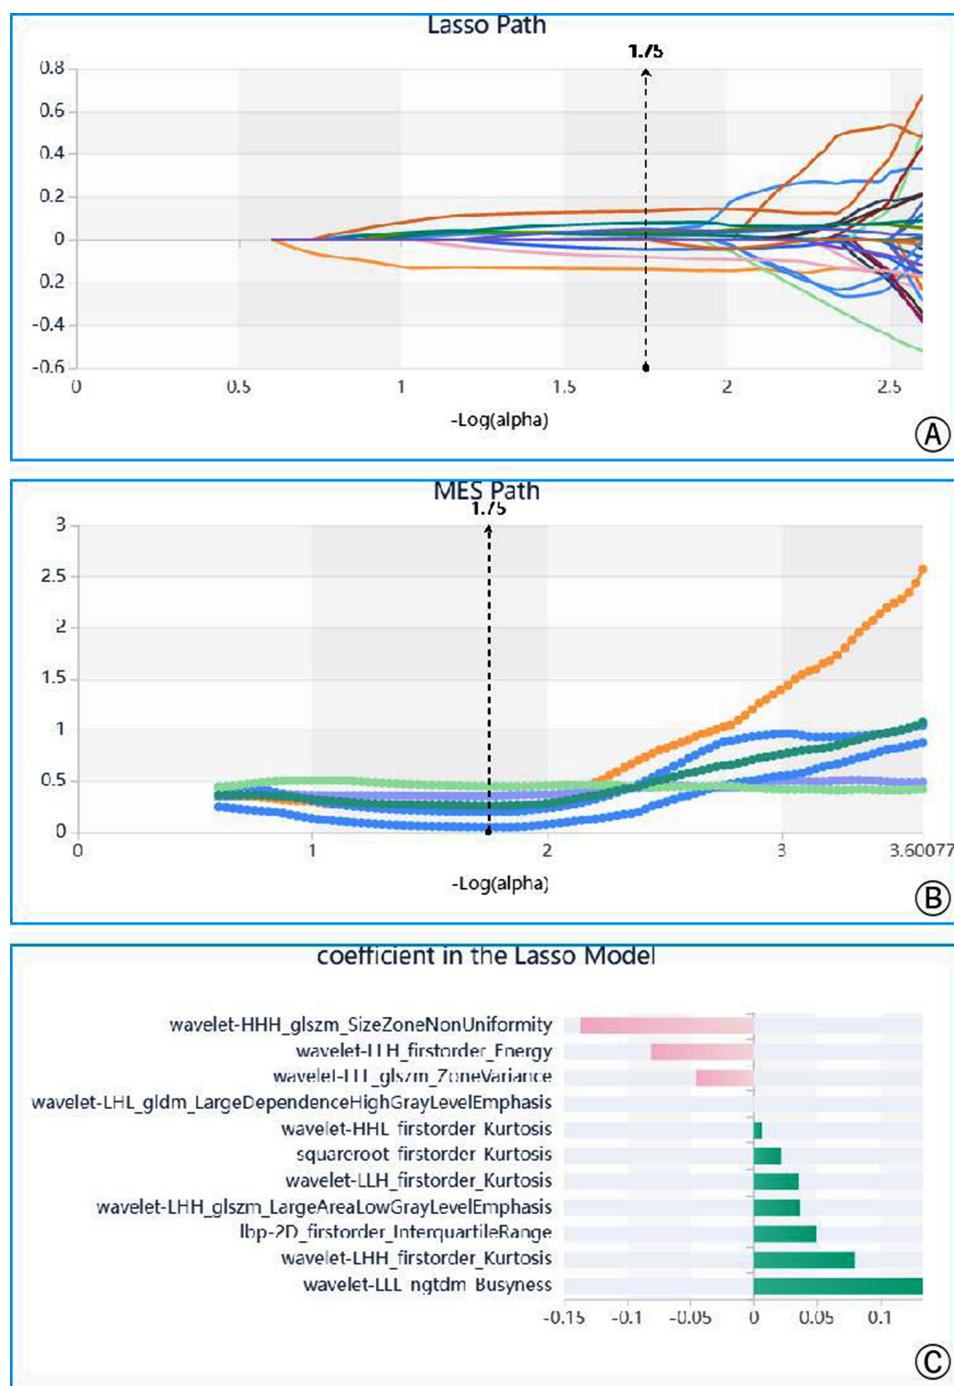 Lasso Path
1.75
0.8
0.6
0.4
0.2
0
0.2
-0.4
-0.6
0
0.5
1
1.5
2
2.5
-Log(alpha)
A
MES Path
1.75
3
2.5
2
1.5
1
0.5
0
0
1
2
3
3.60077
-Log(alpha)
B
coefficient in the Lasso Model
wavelet-HHH_glszm_SizeZoneNonUniformity
wavelet-LLH_firstorder_Energy
wavelet-LLL_glszm_ZoneVariance
wavelet-LHL_gldm_LargeDependenceHighGrayLevelEmphasis
wavelet-HHL_firstorder_Kurtosis
squareroot_firstorder_Kurtosis
wavelet-LLH_firstorder_Kurtosis
wavelet-LHH_glszm_LargeAreaLowGrayLevelEmphasis
lbp-2D_firstorder_InterquartileRange
wavelet-LHH_firstorder_Kurtosis
wavelet-LLL_ngtdm_Busyness
-0.15
-0.1
-0.05
0
0.05
0.1
C